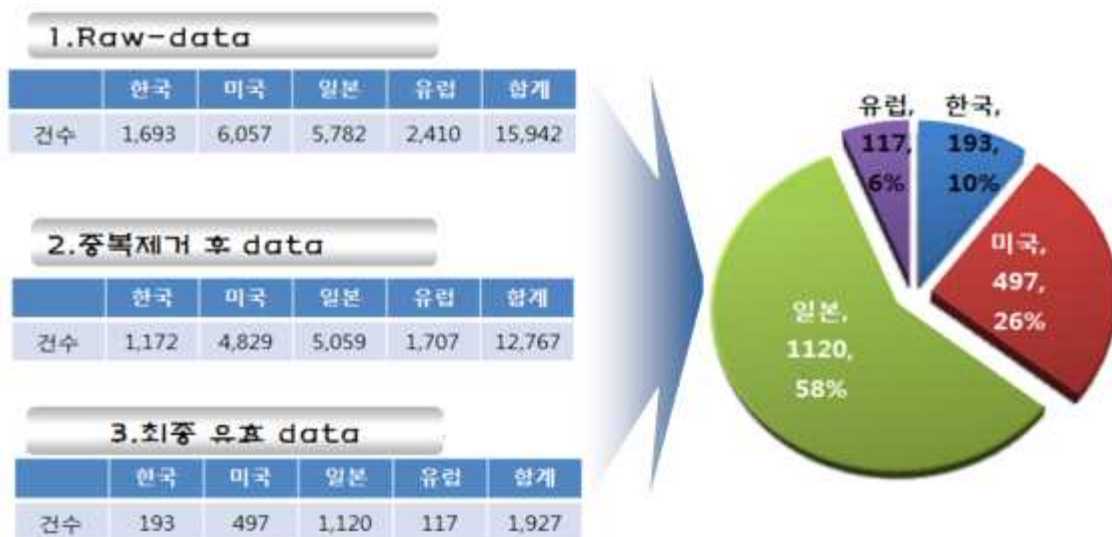 1.Raw-data
한국 미국 일본 유럽 합계
건수 1,693 6,057 5,782 2,410 15,942
2.중복제거 후 data
한국 미국 일본 유럽 합계
건수 1,172 4,829 5,059 1,707 12,767
3.최종 유효 data
한국 미국 일본 유럽 합계
건수 193 497 1,120 117 1,927
유럽,
117,
6%
한국,
193,
10%
미국,
497,
26%
일본,
1120,
58%